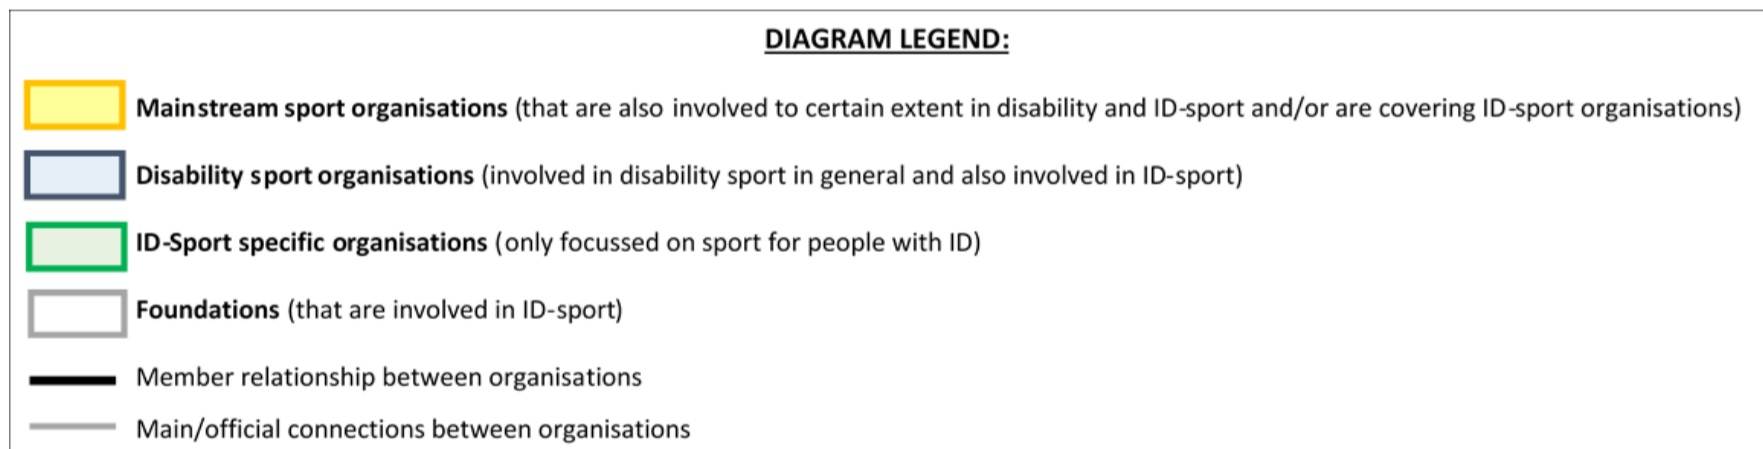 DIAGRAM LEGEND:
Mainstream sport organisations (that are also involved to certain extent in disability and ID-sport and/or are covering ID-sport organisations)
Disability sport organisations (involved in disability sport in general and also involved in ID-sport)
ID-Sport specific organisations (only focussed on sport for people with ID)
Foundations (that are involved in ID-sport)
Member relationship between organisations
Main/official connections between organisations